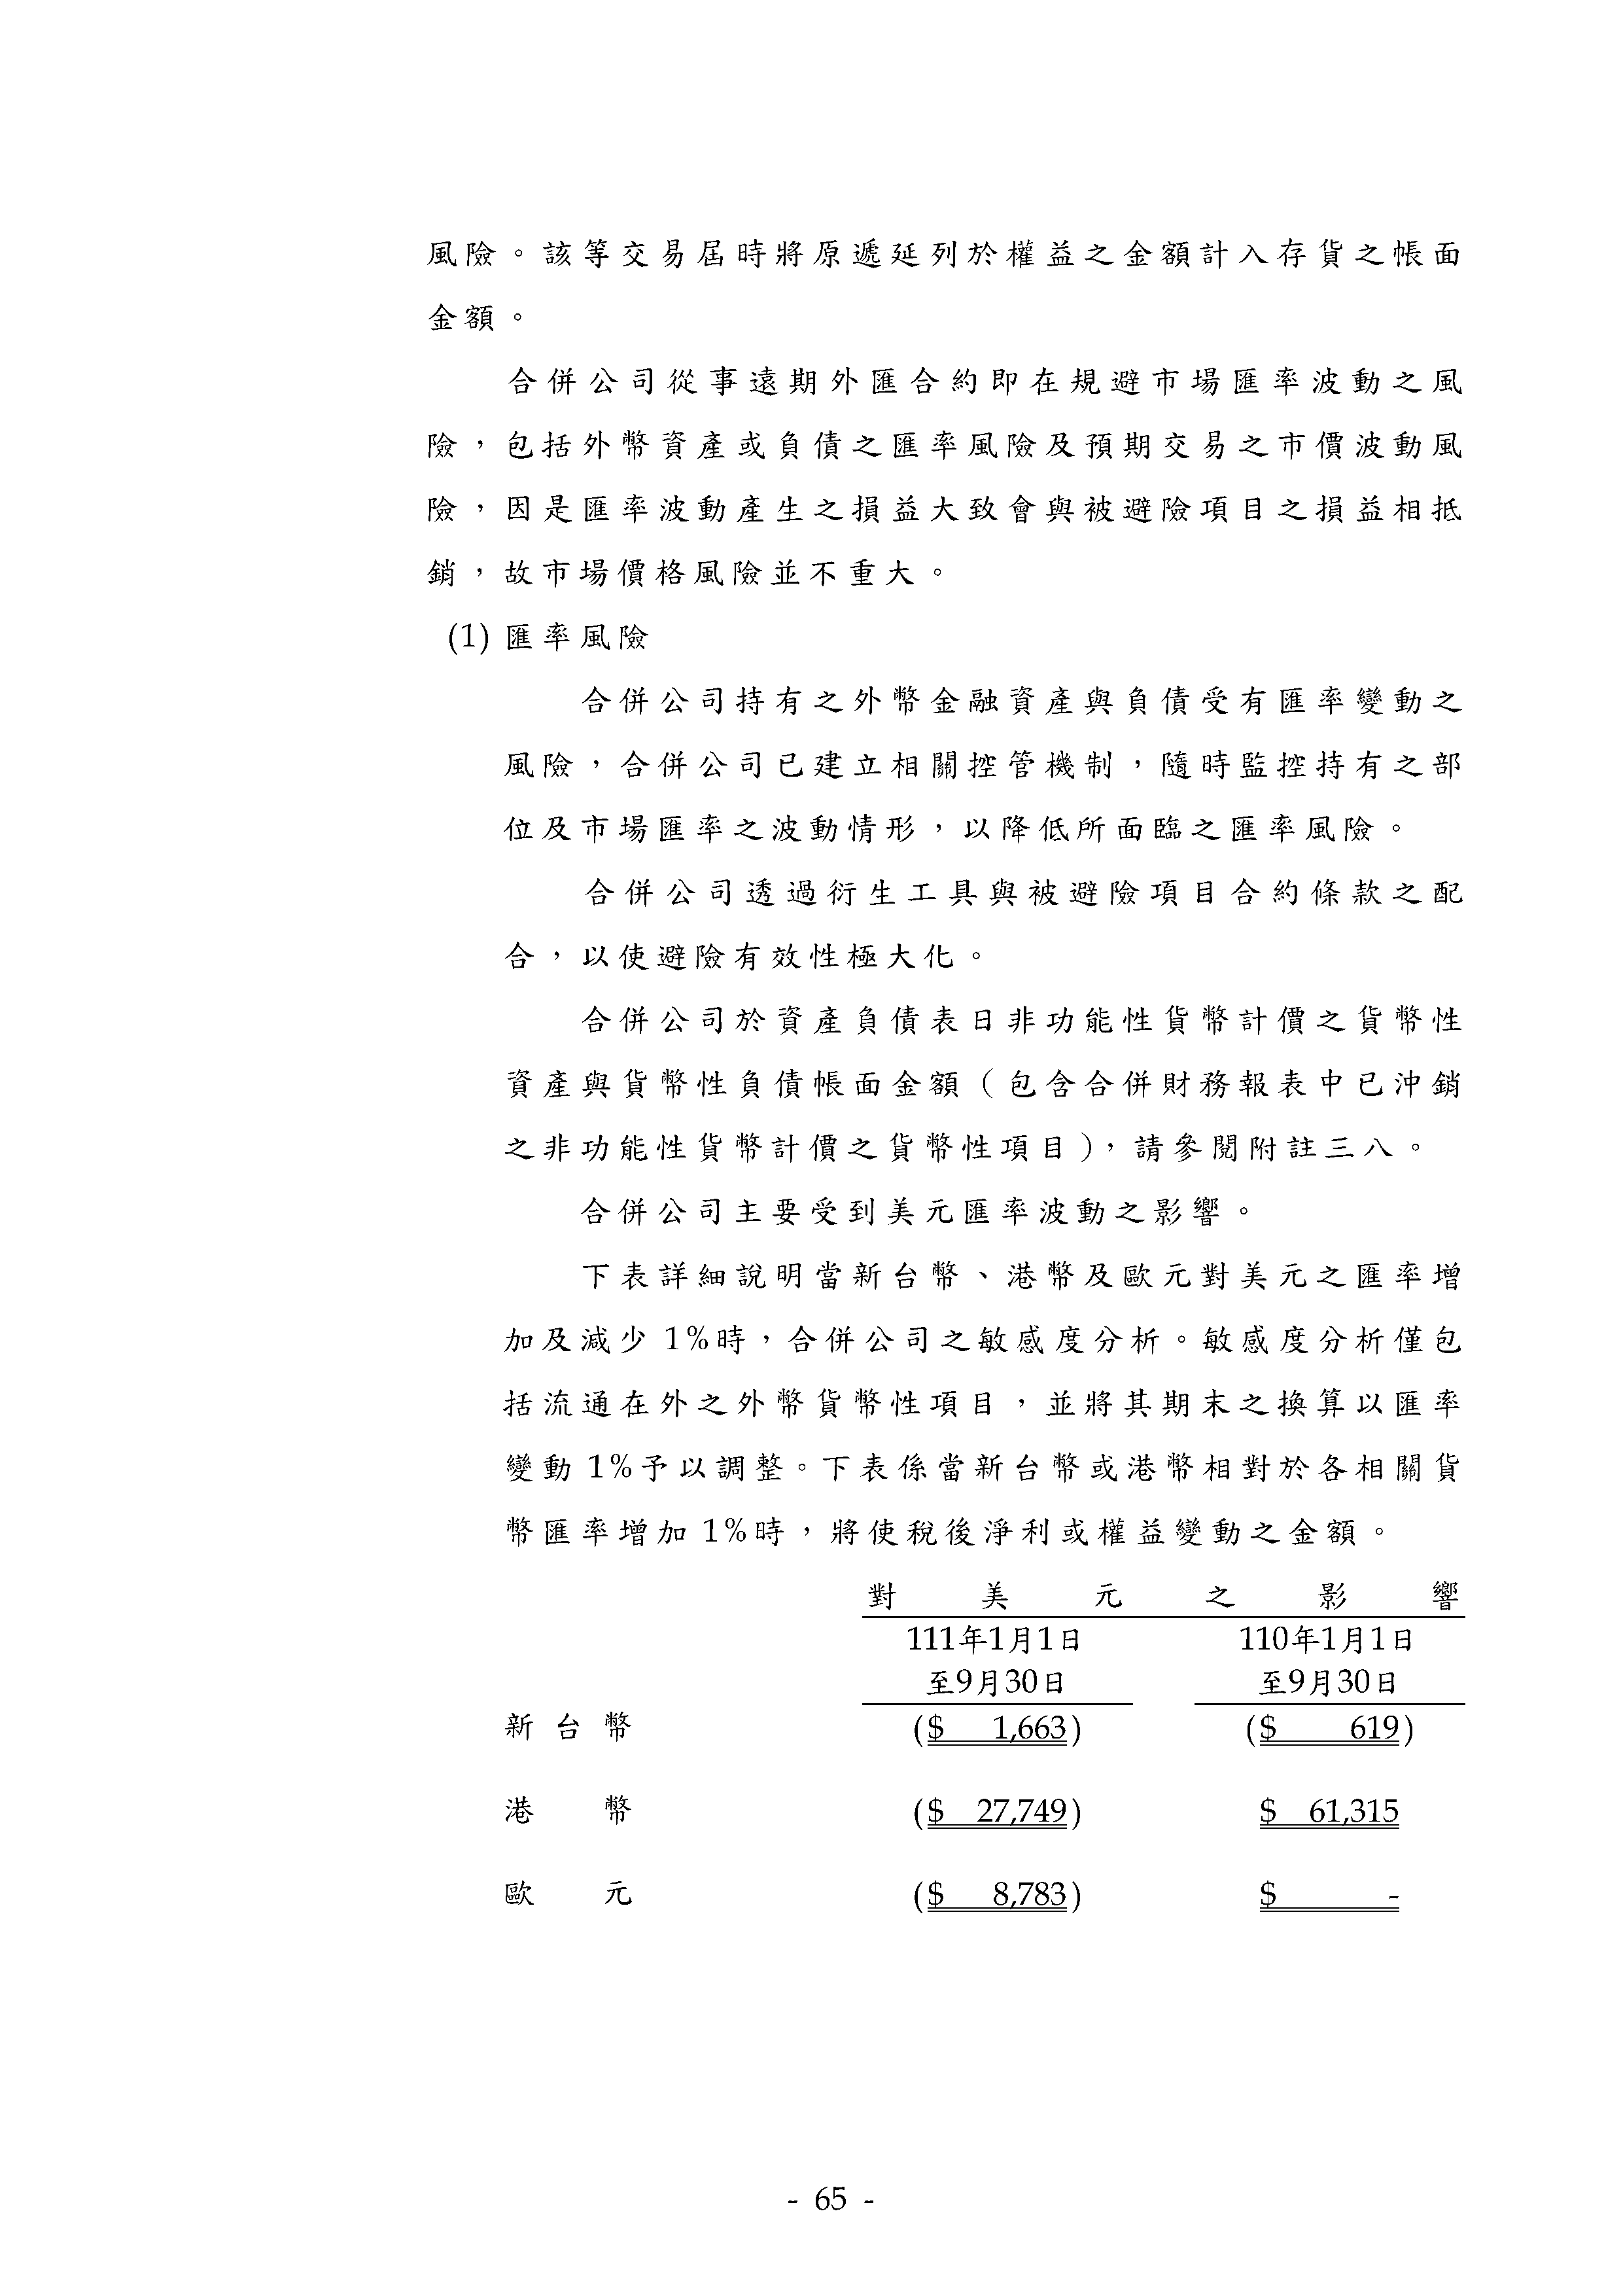 風險。該等交易屆時將原遞延列於權益之金額計入存貨之帳面
金額。
合併公司從事遠期外匯合約即在規避市場匯率波動之風
險，包括外幣資產或負債之匯率風險及預期交易之市價波動風
險，因是匯率波動產生之損益大致會與被避險項目之損益相抵
銷，故市場價格風險並不重大。
(1) 匯率風險
合併公司持有之外幣金融資產與負債受有匯率變動之
風險，合併公司已建立相關控管機制，隨時監控持有之部
位及市場匯率之波動情形，以降低所面臨之匯率風險。
合併公司透過衍生工具與被避險項目合約條款之配
合，以使避險有效性極大化。
合併公司於資產負債表日非功能性貨幣計價之貨幣性
資產與貨幣性負債帳面金額（包含合併財務報表中已沖銷
之非功能性貨幣計價之貨幣性項目），請參閱附註三八。
合併公司主要受到美元匯率波動之影響。
下表詳細說明當新台幣、港幣及歐元對美元之匯率增
加及減少 1%時，合併公司之敏感度分析。敏感度分析僅包
括流通在外之外幣貨幣性項目，並將其期末之換算以匯率
變動 1%予以調整。下表係當新台幣或港幣相對於各相關貨
幣匯率增加 1%時，將使稅後淨利或權益變動之金額。
對美元之影響
111年1月1日 110年1月1日
至9月30日 至9月30日
新台幣 ($ 1,663) ($ 619)
港幣 ($ 27,749) $ 61,315
歐元 ($ 8,783) $ -
- 65 -